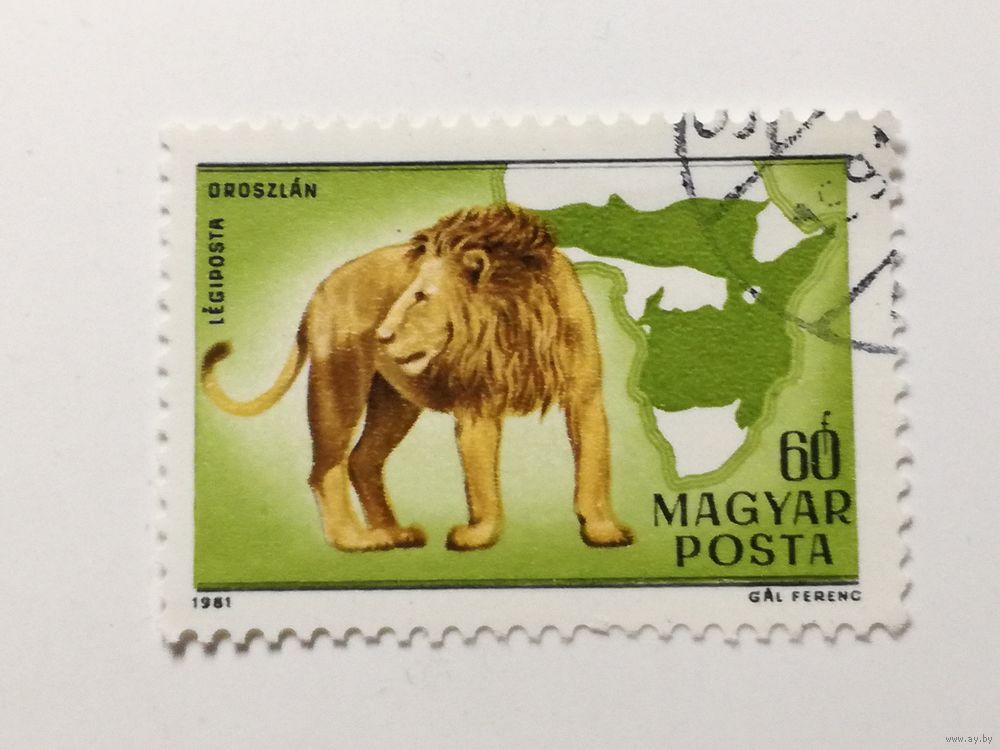 OROSZLÁN
LÉGIPOSTA
60 f
MAGYAR
POSTA
1981
GÁL FERENC
www.ay.by